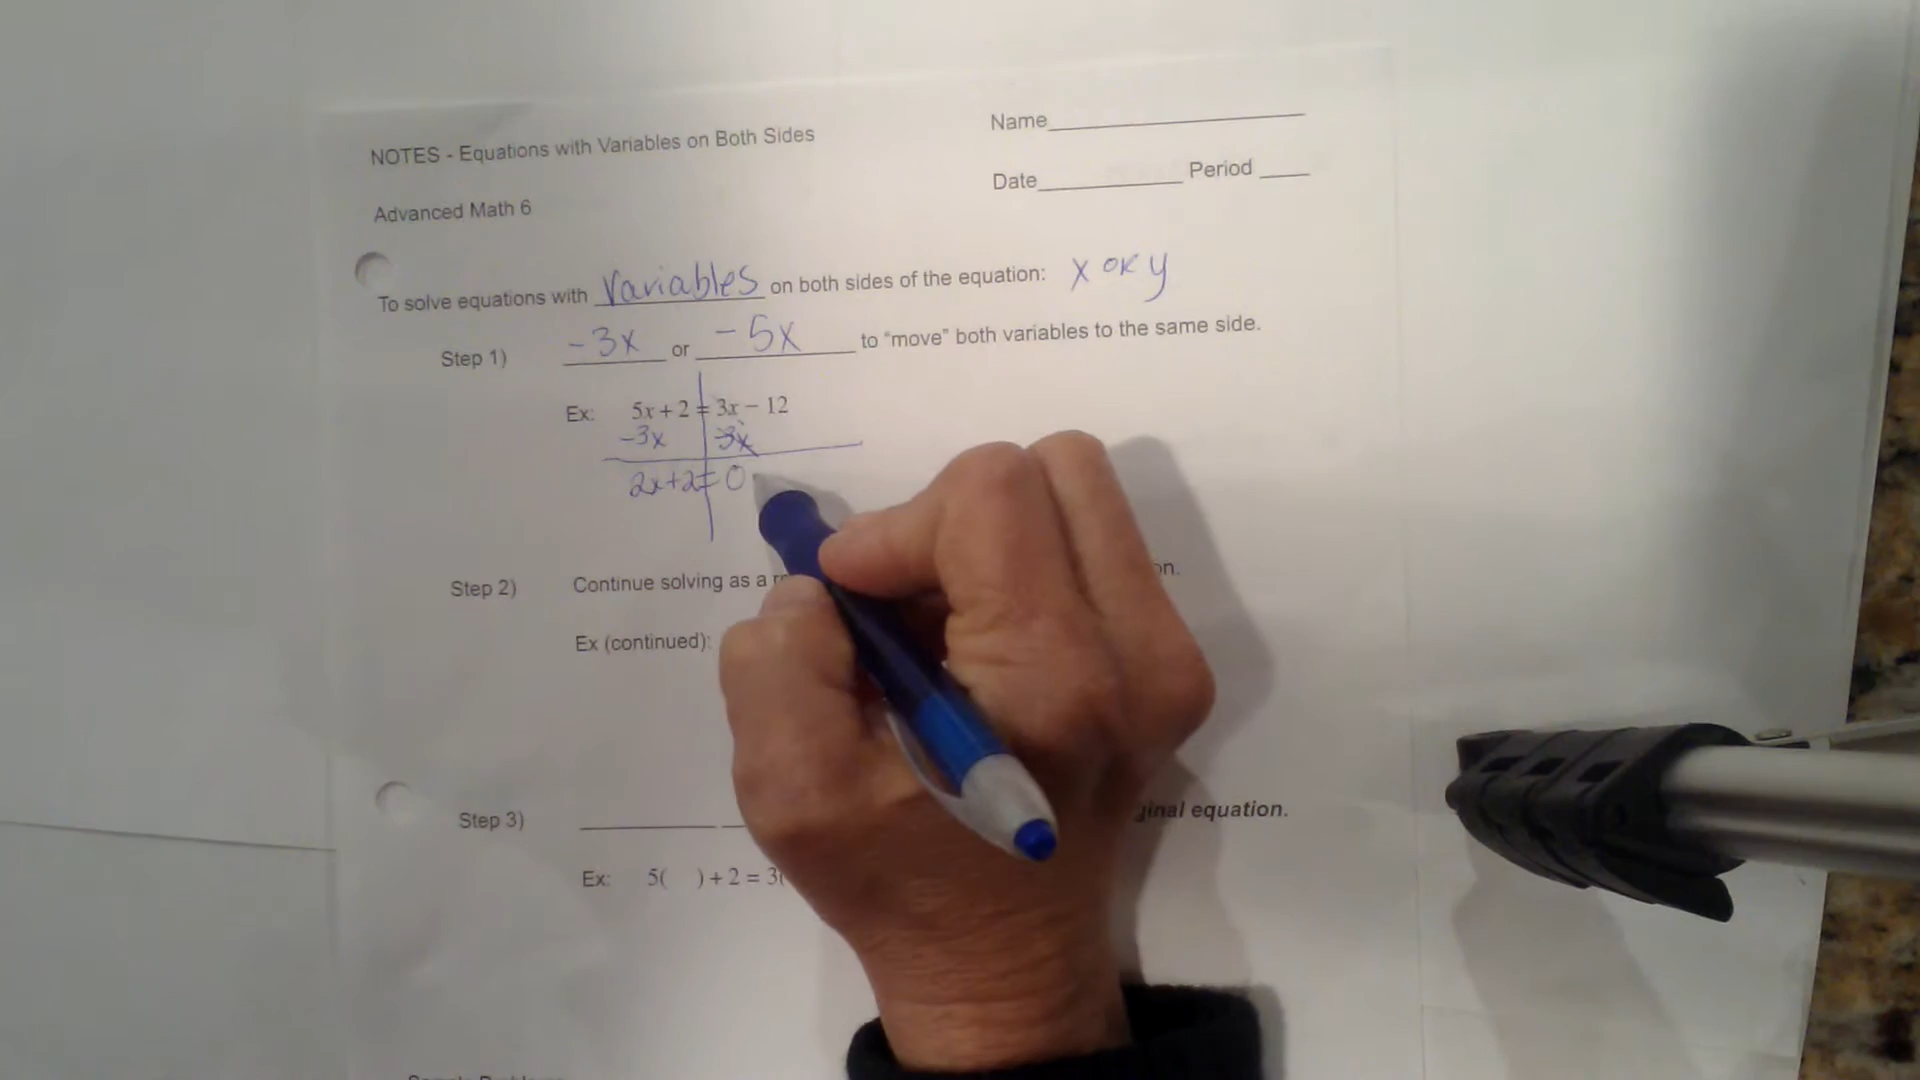 NOTES - Equations with Variables on Both Sides
Name
Date Period
Advanced Math 6
To solve equations with Variables on both sides of the equation: x or y
Step 1) -3x or -5x to "move" both variables to the same side.
Ex: 5x + 2 = 3x − 12
-3x -3x
2x+2=0
Step 2) Continue solving as a
Ex (continued):
Step 3) equation.
Ex: 5( ) + 2 = 3(